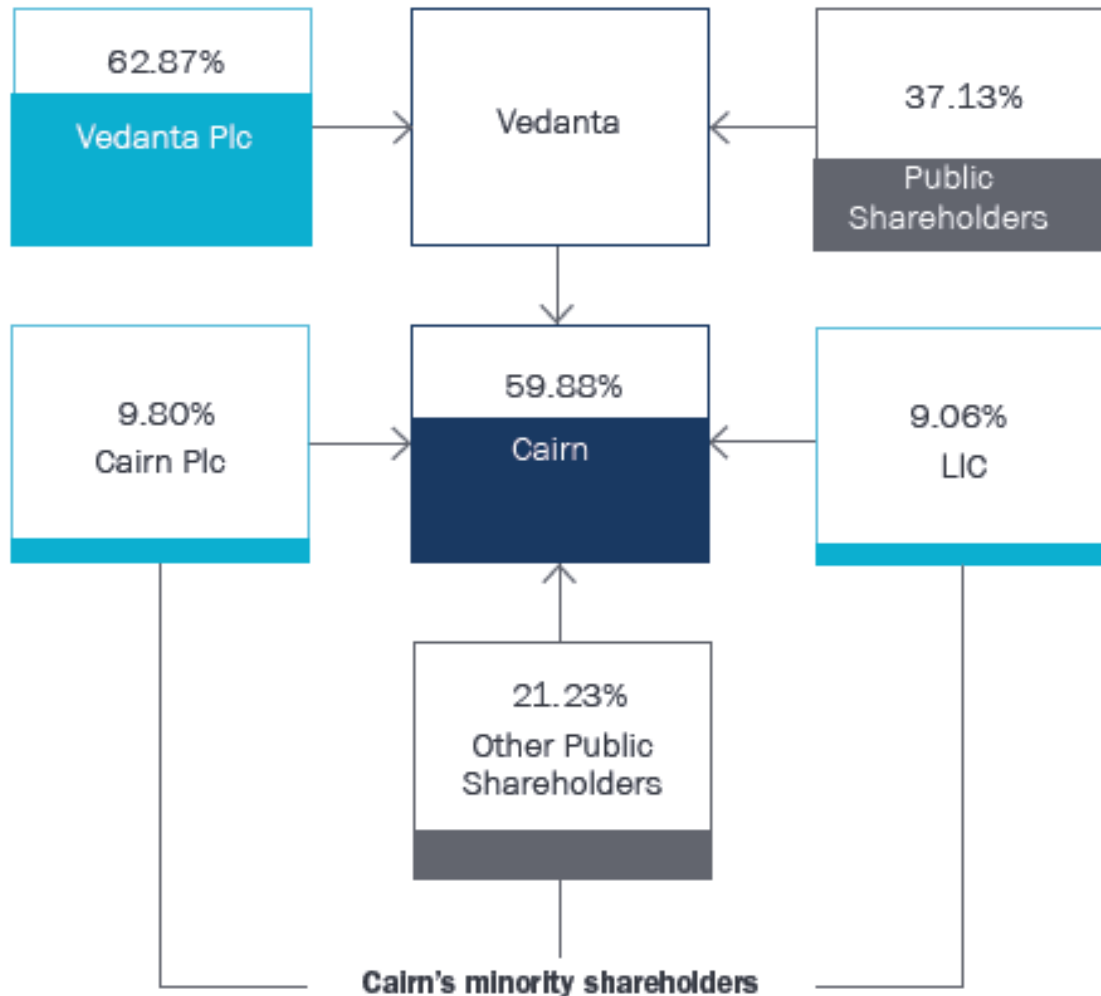 62.87%
Vedanta Plc
Vedanta
37.13%
Public
Shareholders
9.80%
Cairn Plc
59.88%
Cairn
9.06%
LIC
21.23%
Other Public
Shareholders
Cairn's minority shareholders